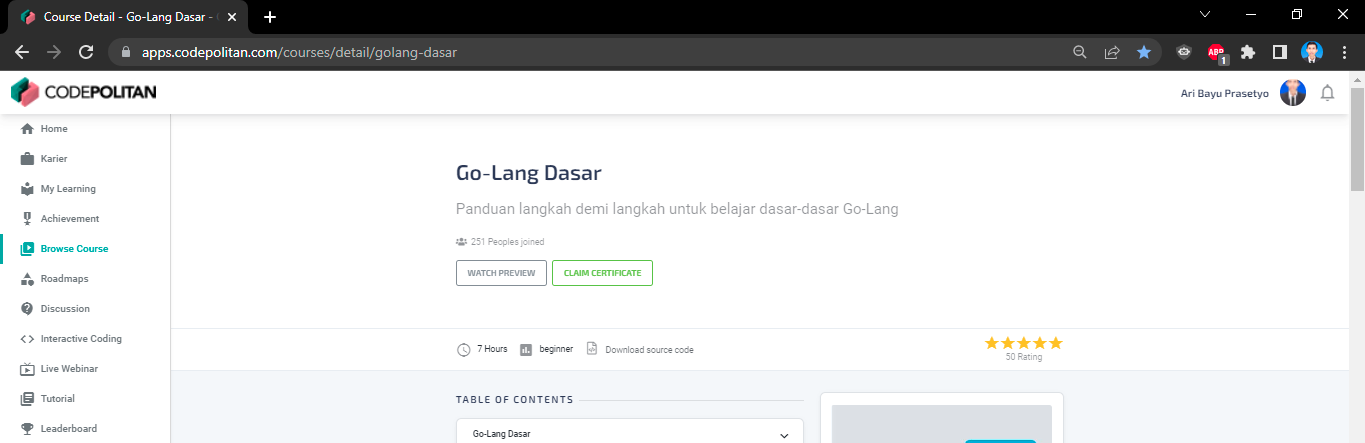 Course Detail - Go-Lang Dasar -
apps.codepolitan.com/courses/detail/golang-dasar
ABP
1
CODEPOLITAN
Ari Bayu Prasetyo
Home
Karier
My Learning
Achievement
Browse Course
Roadmaps
Discussion
Interactive Coding
Live Webinar
Tutorial
Leaderboard
Go-Lang Dasar
Panduan langkah demi langkah untuk belajar dasar-dasar Go-Lang
251 Peoples joined
WATCH PREVIEW
CLAIM CERTIFICATE
7 Hours
beginner
Download source code
50 Rating
TABLE OF CONTENTS
Go-Lang Dasar